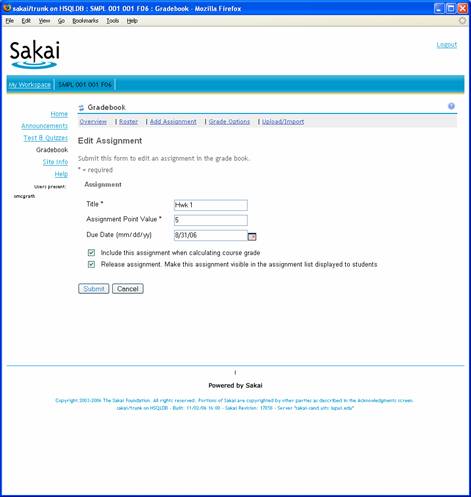 sakai/trunk on HSQLDB : SMPL 001 001 F06 : Gradebook - Mozilla Firefox
File Edit View Go Bookmarks Tools Help
Sakai
Logout
My Workspace SMPL 001 001 F06
Home
Announcements
Test & Quizzes
Gradebook
Site Info
Help
Users present:
omcgrath
Gradebook
Overview | Roster | Add Assignment | Grade Options | Upload/Import
Edit Assignment
Submit this form to edit an assignment in the grade book.
* = required
Assignment
Title * Hwk 1
Assignment Point Value * 5
Due Date (mm/dd/yy) 8/31/06
Include this assignment when calculating course grade
Release assignment. Make this assignment visible in the assignment list displayed to students
Submit Cancel
|
Powered by Sakai
Copyright 2003-2006 The Sakai Foundation. All rights reserved. Portions of Sakai are copyrighted by other parties as described in the Acknowledgments screen.
sakai/trunk on HSQLDB - Built: 11/02/06 16:00 - Sakai Revision: - Server